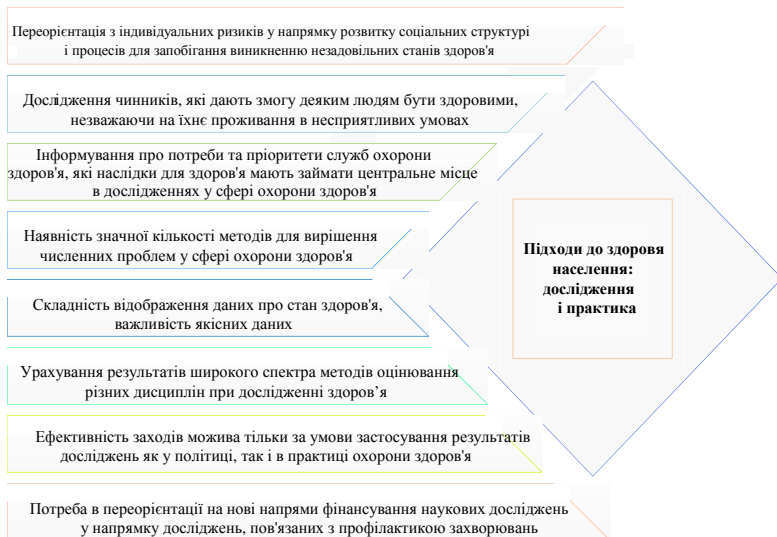 Переорієнтація з індивідуальних ризиків у напрямку розвитку соціальних структурі
і процесів для запобігання виникненню незадовільних станів здоров'я
Дослідження чинників, які дають змогу деяким людям бути здоровими,
незважаючи на їхнє проживання в несприятливих умовах
Інформування про потреби та пріоритети служб охорони
здоров'я, які наслідки для здоров'я мають займати центральне місце
в дослідженнях у сфері охорони здоров'я
Наявність значної кількості методів для вирішення
численних проблем у сфері охорони здоров'я
Складність відображення даних про стан здоров'я,
важливість якісних даних
Урахування результатів широкого спектра методів оцінювання
різних дисциплін при дослідженні здоров’я
Ефективність заходів можива тільки за умови застосування результатів
досліджень як у політиці, так і в практиці охорони здоров'я
Потреба в переорієнтації на нові напрями фінансування наукових досліджень
у напрямку досліджень, пов'язаних з профілактикою захворювань
Підходи до здоровя
населення:
дослідження
і практика